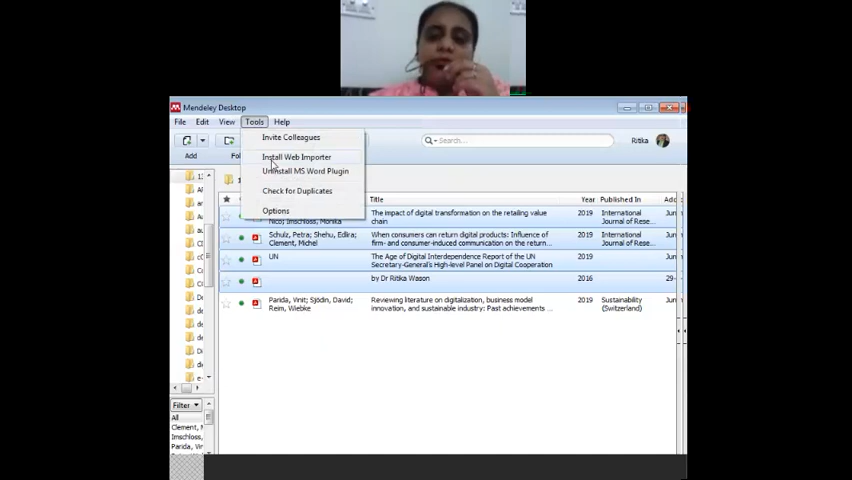 Mendeley Desktop
File Edit View Tools Help
Invite Colleagues
Install Web Importer
Uninstall MS Word Plugin
Check for Duplicates
Options
Search...
Ritika
Add
Title Year Published In
Nico; Imschloss, Monika
The impact of digital transformation on the retailing value
chain
2019
International
Journal of Rese...
Schulz, Petra; Shehu, Edlira;
Clement, Michel
When consumers can return digital products: Influence of
firm- and consumer-induced communication on the return...
2019
International
Journal of Rese...
UN
The Age of Digital Interdependence Report of the UN
Secretary-General's High-level Panel on Digital Cooperation
2019
by Dr Ritika Wason
2016
29-
Parida, Vinit; Sjödin, David;
Reim, Wiebke
Reviewing literature on digitalization, business model
innovation, and sustainable industry: Past achievements ...
2019
Sustainability
(Switzerland)
Filter
All
Clement, M
Imschloss,
Parida, Vin